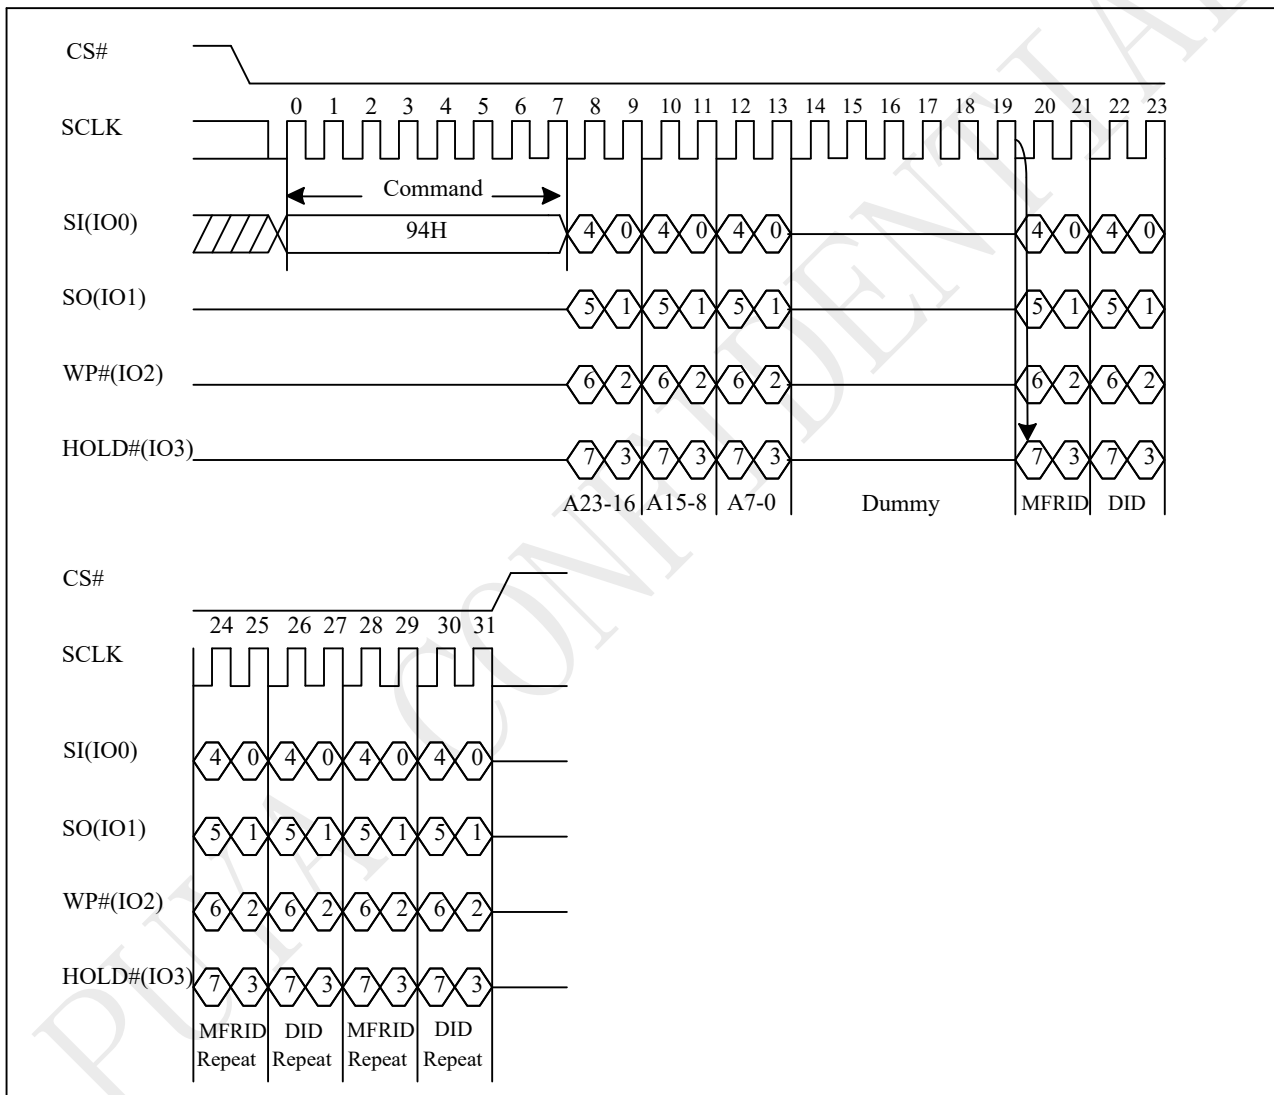 CS#
0 1 2 3 4 5 6 7 8 9 10 11 12 13 14 15 16 17 18 19 20 21 22 23
SCLK
Command
SI(IO0) 94H 4 0 4 0 4 0 4 0 4 0
SO(IO1) 5 1 5 1 5 1 5 1 5 1
WP#(IO2) 6 2 6 2 6 2 6 2 6 2
HOLD#(IO3) 7 3 7 3 7 3 7 3 7 3
A23-16 A15-8 A7-0 Dummy MFRID DID
CS#
24 25 26 27 28 29 30 31
SCLK
SI(IO0) 4 0 4 0 4 0 4 0
SO(IO1) 5 1 5 1 5 1 5 1
WP#(IO2) 6 2 6 2 6 2 6 2
HOLD#(IO3) 7 3 7 3 7 3 7 3
MFRID DID MFRID DID
Repeat Repeat Repeat Repeat